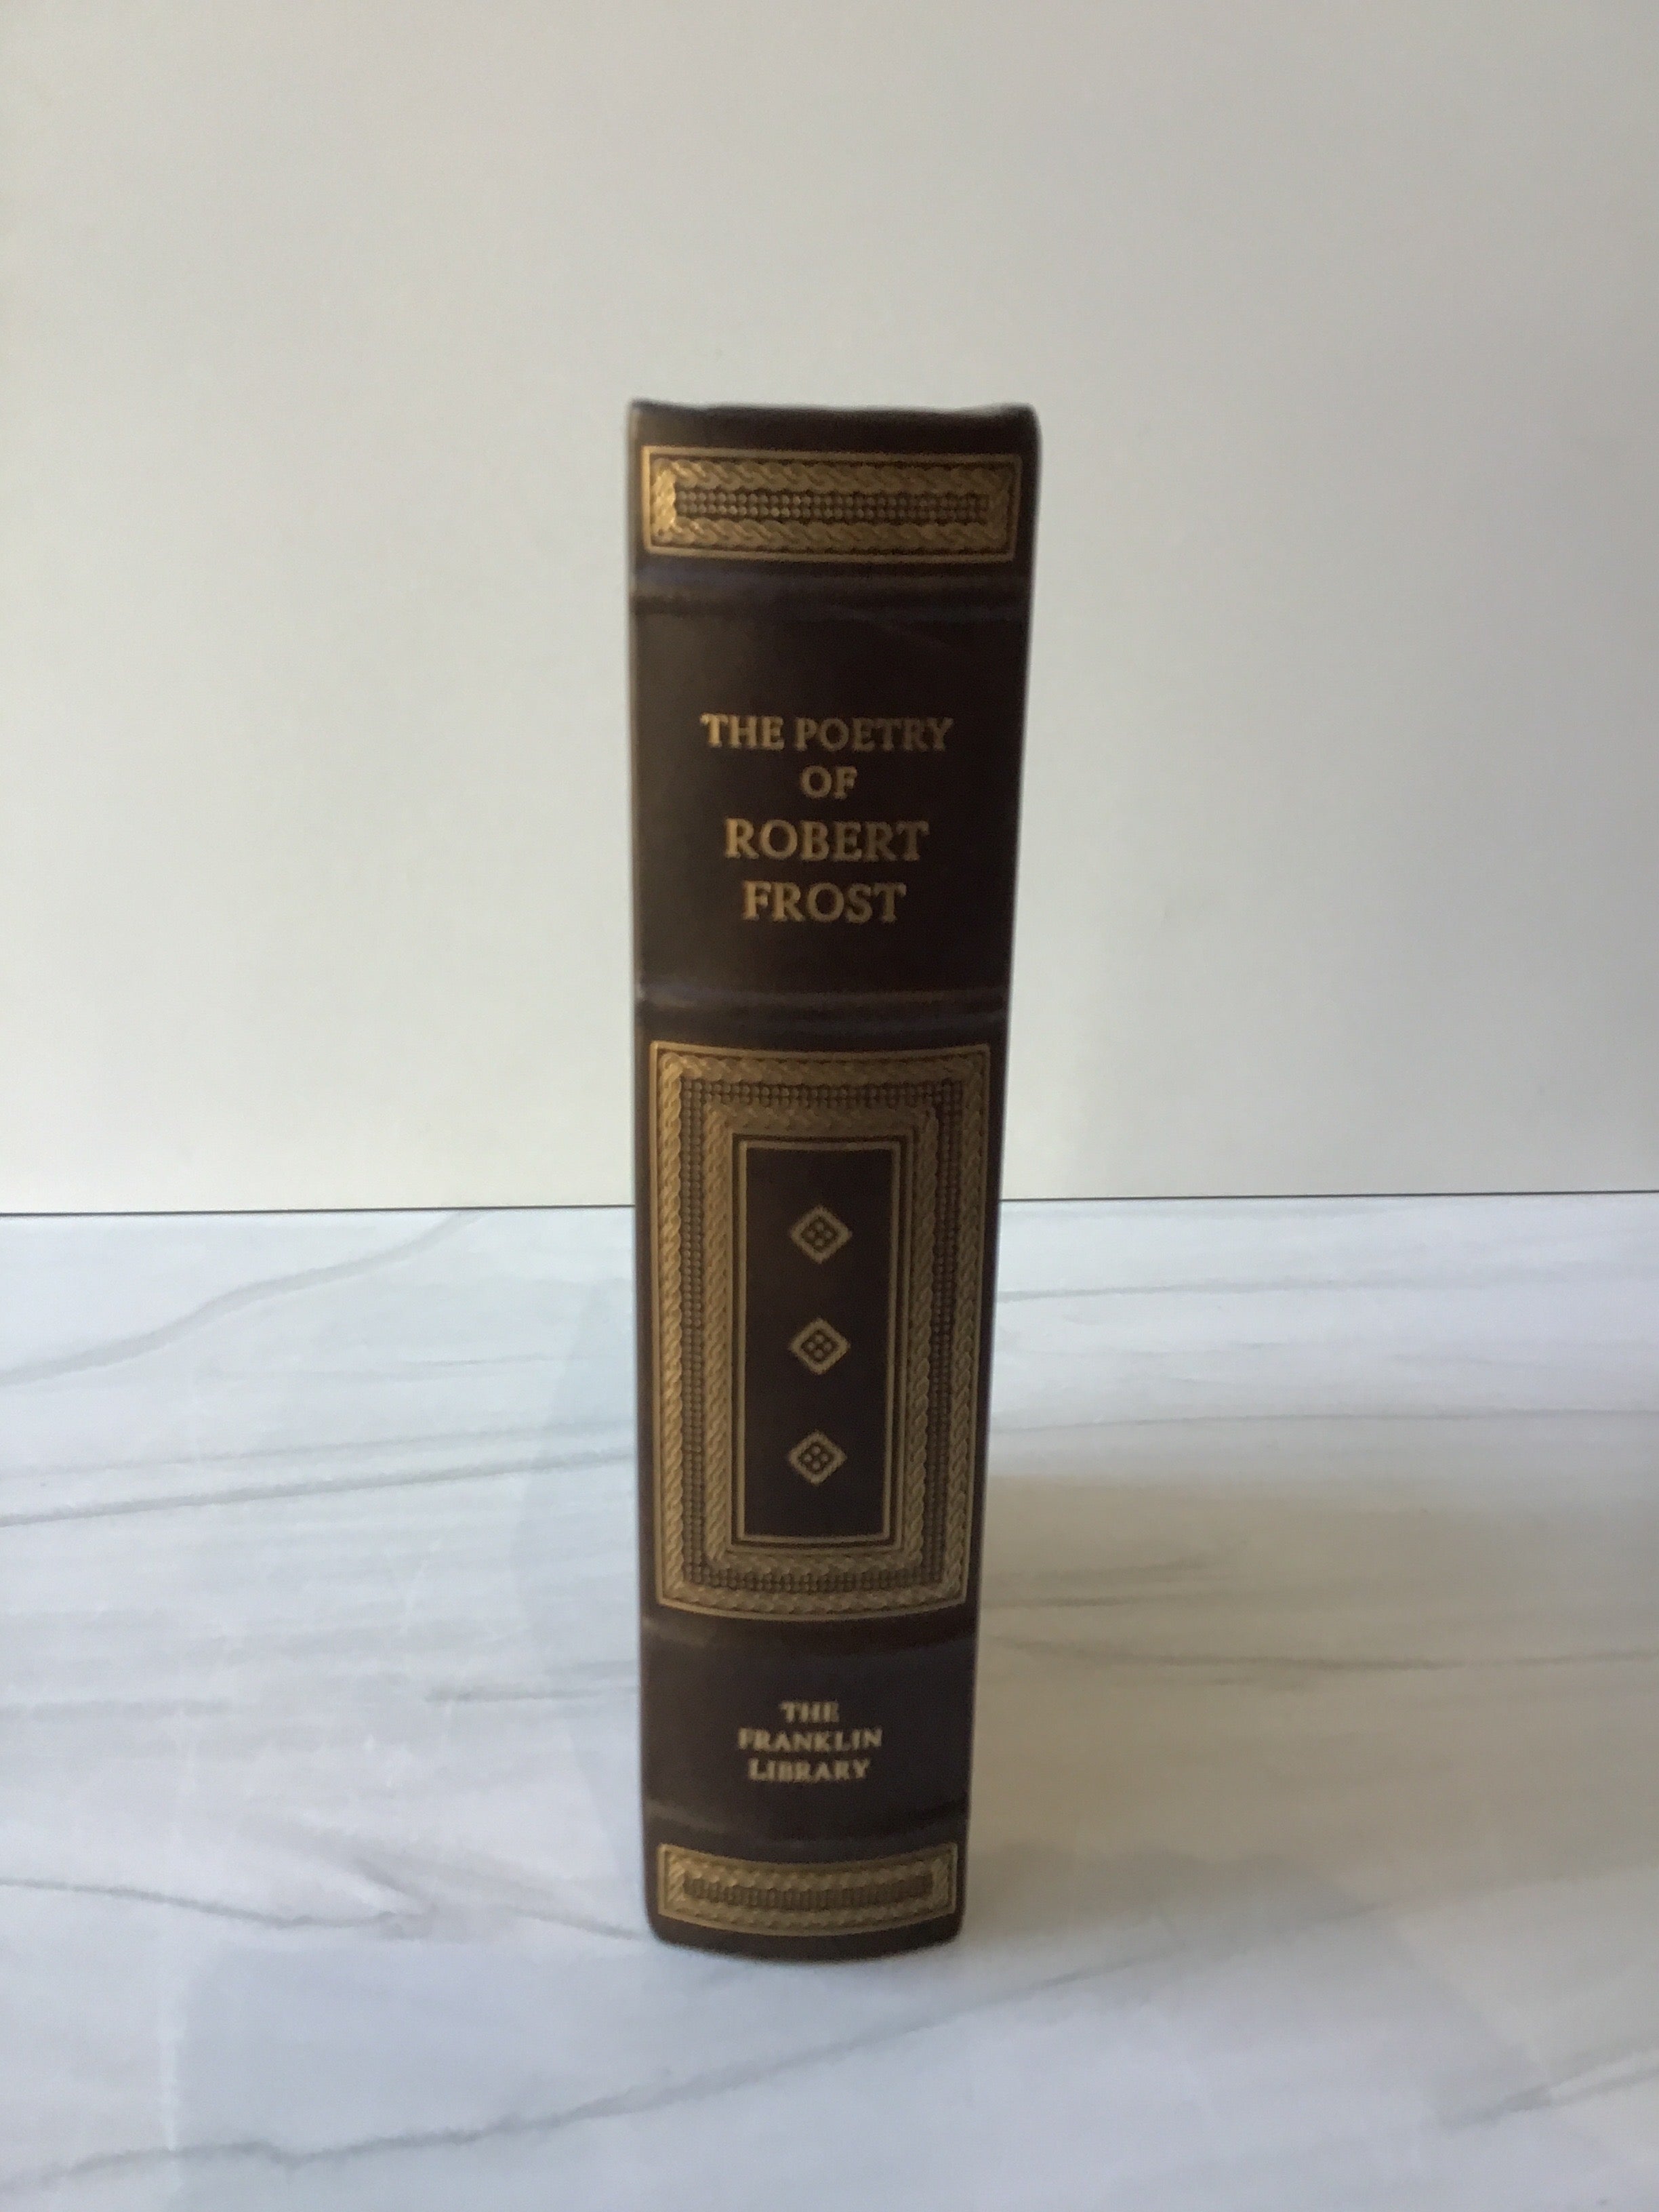 THE POETRY
OF
ROBERT
FROST
THE
FRANKLIN
LIBRARY